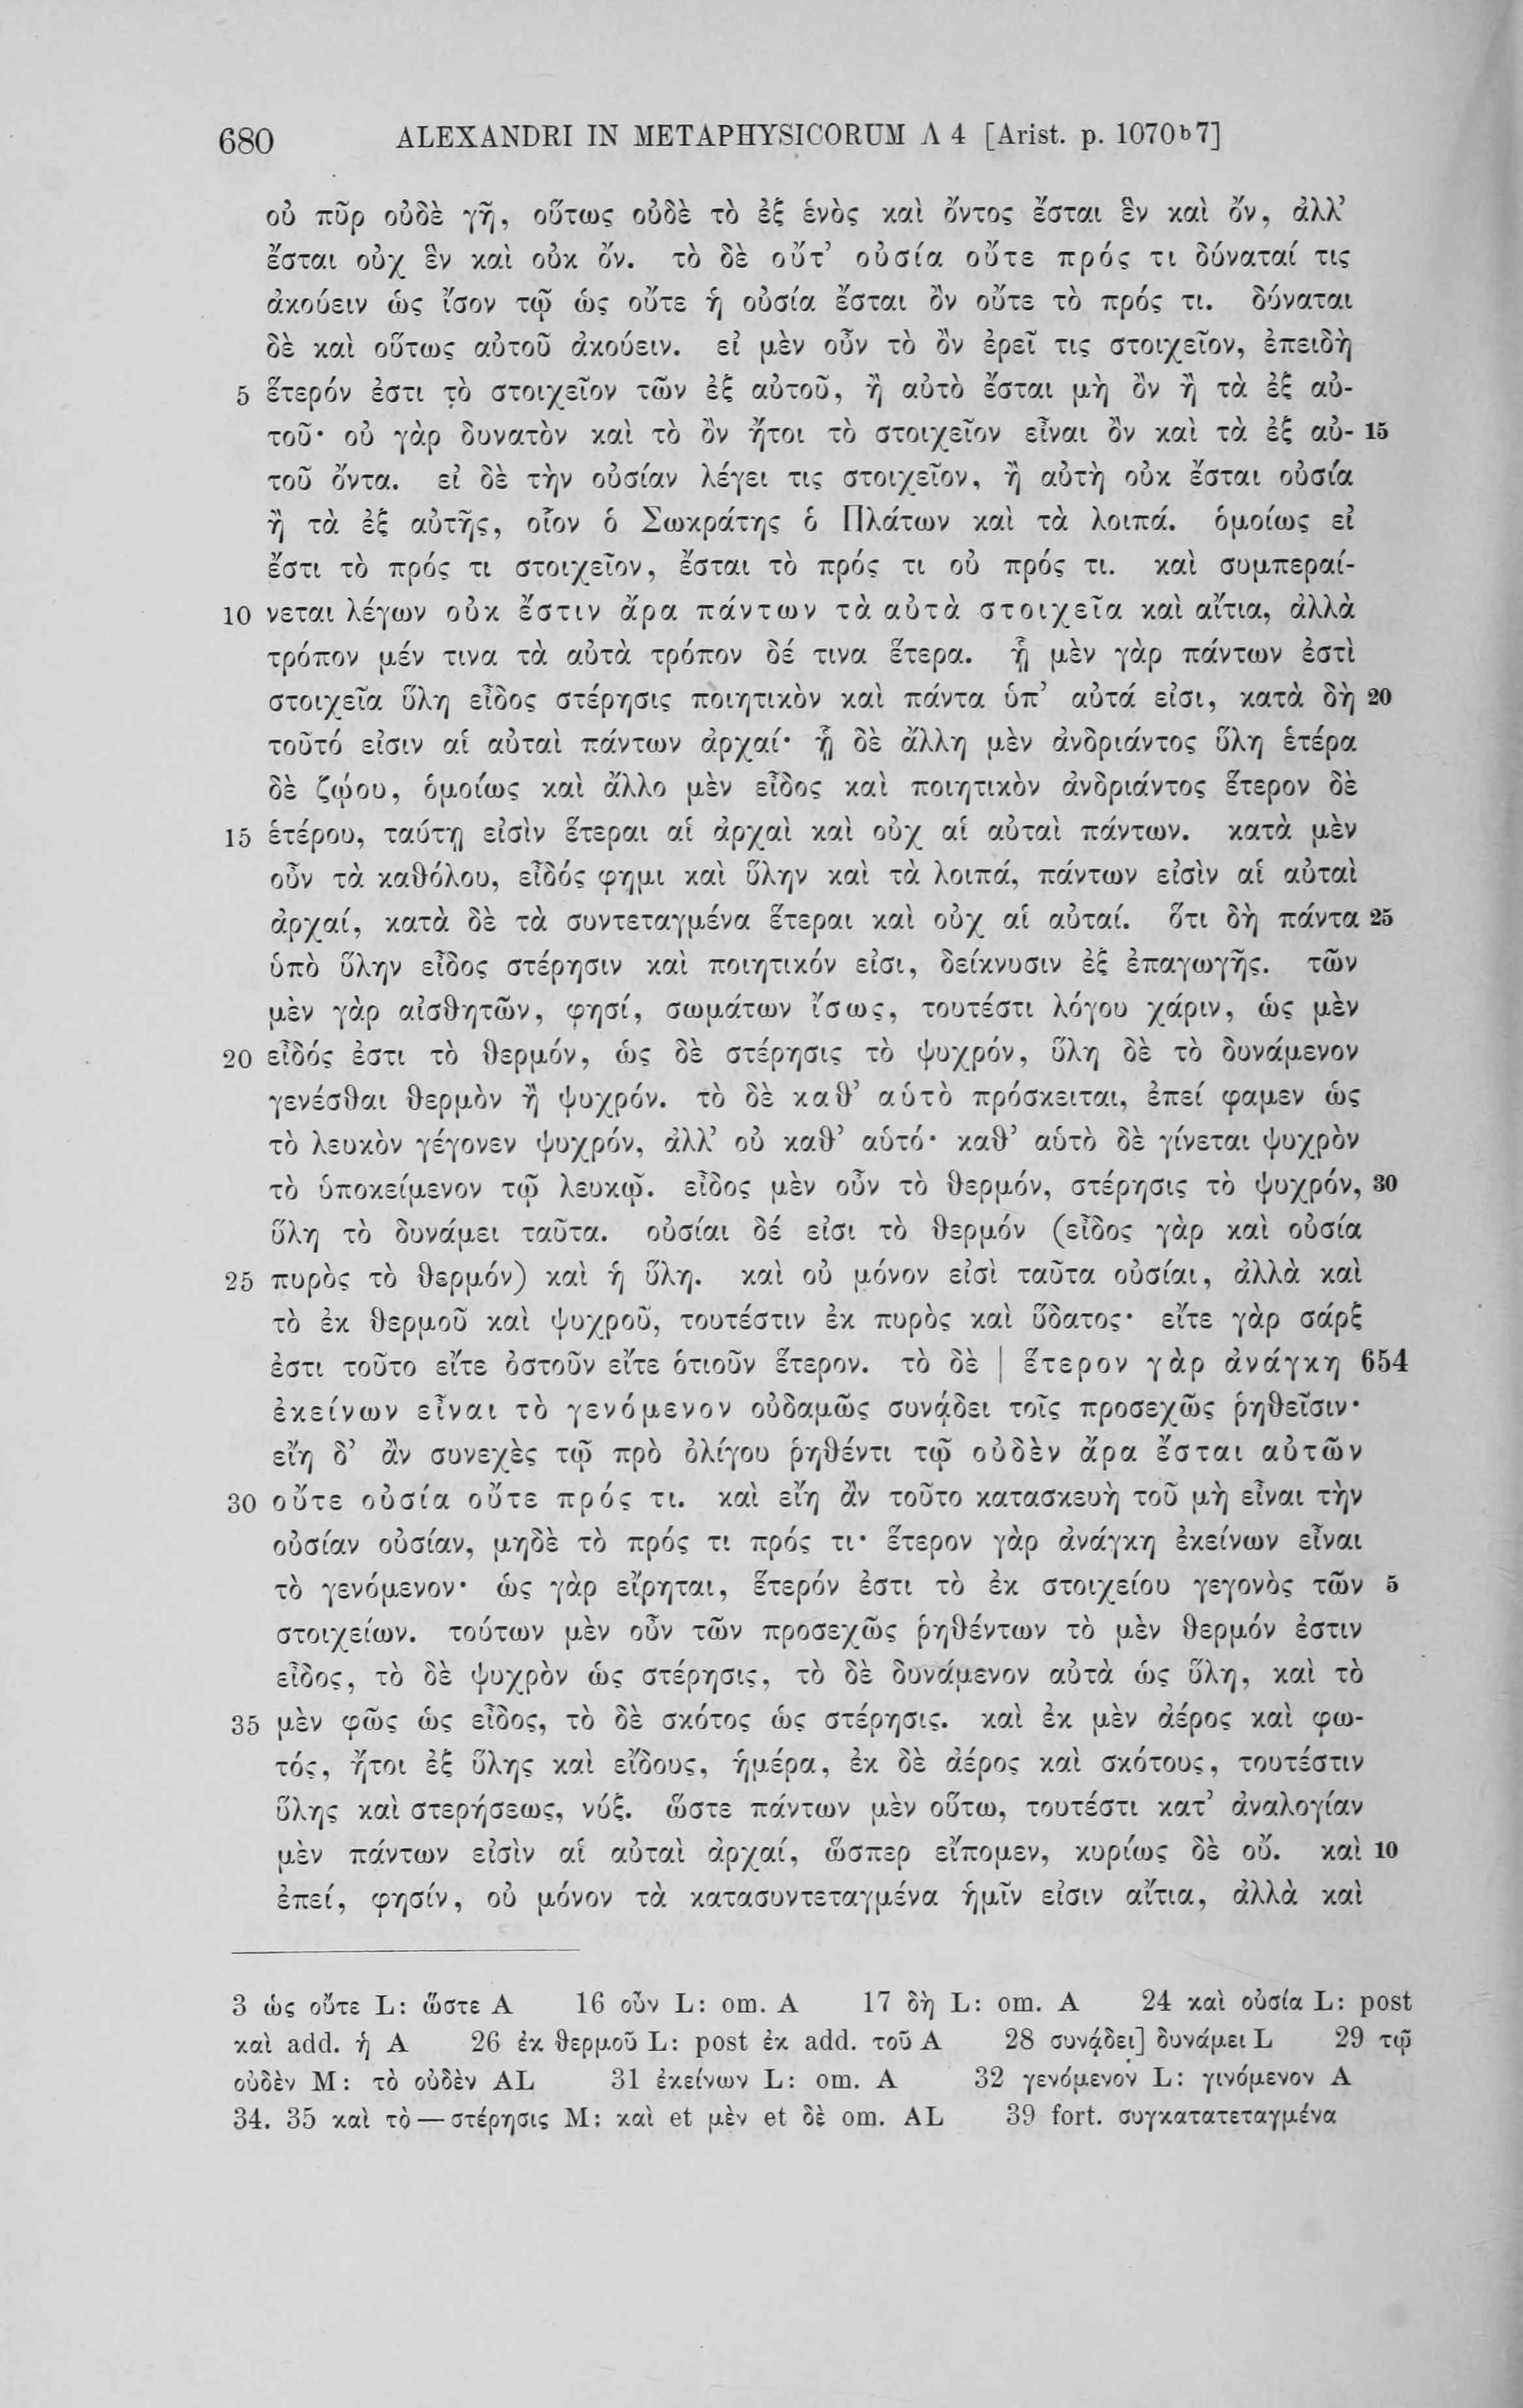 680 ALEXANDRI IN METAPHYSICORUM Λ 4 [Arist. p. 1070b7]
οὐ πῦρ οὐδὲ γῆ, οὕτως οὐδὲ τὸ ἐξ ἑνὸς καὶ ὄντος ἔσται ἓν καὶ ὄν, ἀλλ’
ἔσται οὐχ ἓν καὶ οὐκ ὄν. τὸ δὲ οὔτ’ οὐσία οὔτε πρός τι δύναταί τις
ἀκούειν ὡς ἴσον τῷ ὡς οὔτε ἡ οὐσία ἔσται ὂν οὔτε τὸ πρός τι. δύναται
δὲ καὶ οὕτως αὐτοῦ ἀκούειν. εἰ μὲν οὖν τὸ ὂν ἐρεῖ τις στοιχεῖον, ἐπειδὴ
5 ἕτερόν ἐστι τὸ στοιχεῖον τῶν ἐξ αὐτοῦ, ἢ αὐτὸ ἔσται μὴ ὂν ἢ τὰ ἐξ αὐ-
τοῦ· οὐ γὰρ δυνατὸν καὶ τὸ ὂν ἤτοι τὸ στοιχεῖον εἶναι ὂν καὶ τὰ ἐξ αὐ- 15
τοῦ ὄντα. εἰ δὲ τὴν οὐσίαν λέγει τις στοιχεῖον, ἢ αὐτὴ οὐκ ἔσται οὐσία
ἢ τὰ ἐξ αὐτῆς, οἷον ὁ Σωκράτης ὁ Πλάτων καὶ τὰ λοιπά. ὁμοίως εἰ
ἔστι τὸ πρός τι στοιχεῖον, ἔσται τὸ πρός τι οὐ πρός τι. καὶ συμπεραί-
10 νεται λέγων οὐκ ἔστιν ἄρα πάντων τὰ αὐτὰ στοιχεῖα καὶ αἴτια, ἀλλὰ
τρόπον μέν τινα τὰ αὐτὰ τρόπον δέ τινα ἕτερα. ᾗ μὲν γὰρ πάντων ἐστὶ
στοιχεῖα ὕλη εἶδος στέρησις ποιητικὸν καὶ πάντα ὑπ’ αὐτά εἰσι, κατὰ δὴ 20
τοῦτό εἰσιν αἱ αὐταὶ πάντων ἀρχαί· ᾗ δὲ ἄλλη μὲν ἀνδριάντος ὕλη ἑτέρα
δὲ ζῴου, ὁμοίως καὶ ἄλλο μὲν εἶδος καὶ ποιητικὸν ἀνδριάντος ἕτερον δὲ
15 ἑτέρου, ταύτῃ εἰσὶν ἕτεραι αἱ ἀρχαὶ καὶ οὐχ αἱ αὐταὶ πάντων. κατὰ μὲν
οὖν τὰ καθόλου, εἶδός φημι καὶ ὕλην καὶ τὰ λοιπά, πάντων εἰσὶν αἱ αὐταὶ
ἀρχαί, κατὰ δὲ τὰ συντεταγμένα ἕτεραι καὶ οὐχ αἱ αὐταί. ὅτι δὴ πάντα 25
ὑπὸ ὕλην εἶδος στέρησιν καὶ ποιητικόν εἰσι, δείκνυσιν ἐξ ἐπαγωγῆς. τῶν
μὲν γὰρ αἰσθητῶν, φησί, σωμάτων ἴσως, τουτέστι λόγου χάριν, ὡς μὲν
20 εἶδός ἐστι τὸ θερμόν, ὡς δὲ στέρησις τὸ ψυχρόν, ὕλη δὲ τὸ δυνάμενον
γενέσθαι θερμὸν ἢ ψυχρόν. τὸ δὲ καθ’ αὑτὸ πρόσκειται, ἐπεί φαμεν ὡς
τὸ λευκὸν γέγονεν ψυχρόν, ἀλλ’ οὐ καθ’ αὑτό· καθ’ αὑτὸ δὲ γίνεται ψυχρὸν
τὸ ὑποκείμενον τῷ λευκῷ. εἶδος μὲν οὖν τὸ θερμόν, στέρησις τὸ ψυχρόν, 30
ὕλη τὸ δυνάμει ταῦτα. οὐσίαι δέ εἰσι τὸ θερμόν (εἶδος γὰρ καὶ οὐσία
25 πυρὸς τὸ θερμόν) καὶ ἡ ὕλη. καὶ οὐ μόνον εἰσὶ ταῦτα οὐσίαι, ἀλλὰ καὶ
τὸ ἐκ θερμοῦ καὶ ψυχροῦ, τουτέστιν ἐκ πυρὸς καὶ ὕδατος· εἴτε γὰρ σάρξ
ἐστι τοῦτο εἴτε ὀστοῦν εἴτε ὁτιοῦν ἕτερον. τὸ δὲ | ἕτερον γὰρ ἀνάγκη 654
ἐκείνων εἶναι τὸ γενόμενον οὐδαμῶς συνᾴδει τοῖς προσεχῶς ῥηθεῖσιν·
εἴη δ’ ἂν συνεχὲς τῷ πρὸ ὀλίγου ῥηθέντι τῷ οὐδὲν ἄρα ἔσται αὐτῶν
30 οὔτε οὐσία οὔτε πρός τι. καὶ εἴη ἂν τοῦτο κατασκευὴ τοῦ μὴ εἶναι τὴν
οὐσίαν οὐσίαν, μηδὲ τὸ πρός τι πρός τι· ἕτερον γὰρ ἀνάγκη ἐκείνων εἶναι
τὸ γενόμενον· ὡς γὰρ εἴρηται, ἕτερόν ἐστι τὸ ἐκ στοιχείου γεγονὸς τῶν 5
στοιχείων. τούτων μὲν οὖν τῶν προσεχῶς ῥηθέντων τὸ μὲν θερμόν ἐστιν
εἶδος, τὸ δὲ ψυχρὸν ὡς στέρησις, τὸ δὲ δυνάμενον αὐτὰ ὡς ὕλη, καὶ τὸ
35 μὲν φῶς ὡς εἶδος, τὸ δὲ σκότος ὡς στέρησις. καὶ ἐκ μὲν ἀέρος καὶ φω-
τός, ἤτοι ἐξ ὕλης καὶ εἴδους, ἡμέρα, ἐκ δὲ ἀέρος καὶ σκότους, τουτέστιν
ὕλης καὶ στερήσεως, νύξ. ὥστε πάντων μὲν οὕτω, τουτέστι κατ’ ἀναλογίαν
μὲν πάντων εἰσὶν αἱ αὐταὶ ἀρχαί, ὥσπερ εἴπομεν, κυρίως δὲ οὔ. καὶ 10
ἐπεί, φησίν, οὐ μόνον τὰ κατασυντεταγμένα ἡμῖν εἰσιν αἴτια, ἀλλὰ καὶ
3 ὡς οὔτε L: ὥστε A 16 οὖν L: om. A 17 δὴ L: om. A 24 καὶ οὐσία L: post
καὶ add. ἡ A 26 ἐκ θερμοῦ L: post ἐκ add. τοῦ A 28 συνᾴδει] δυνάμει L 29 τῷ
οὐδὲν M: τὸ οὐδὲν AL 31 ἐκείνων L: om. A 32 γενόμενον L: γινόμενον A
34. 35 καὶ τὸ — στέρησις M: καὶ et μὲν et δὲ om. AL 39 fort. συγκατατεταγμένα